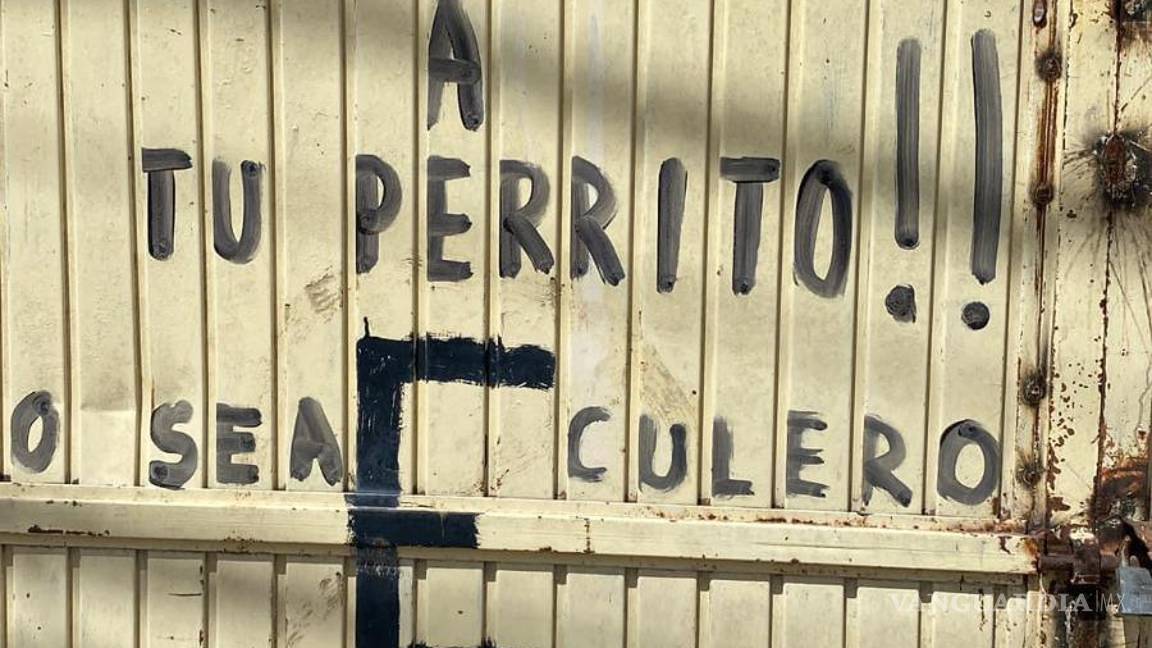 A
TU PERRITO!!
O SEA CULERO
E
VANGUARDIA MX